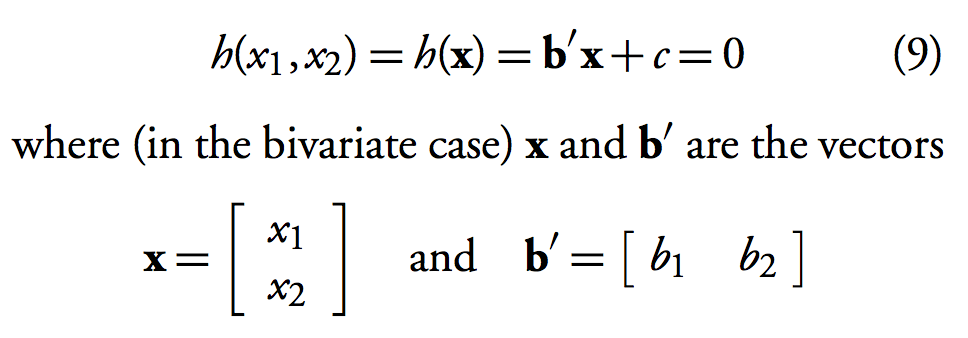 h(x₁,x₂) = h(𝐱) = 𝐛′𝐱 + c = 0 (9)
where (in the bivariate case) 𝐱 and 𝐛′ are the vectors
𝐱 = [ x₁ x₂ ] and 𝐛′ = [ b₁ b₂ ]